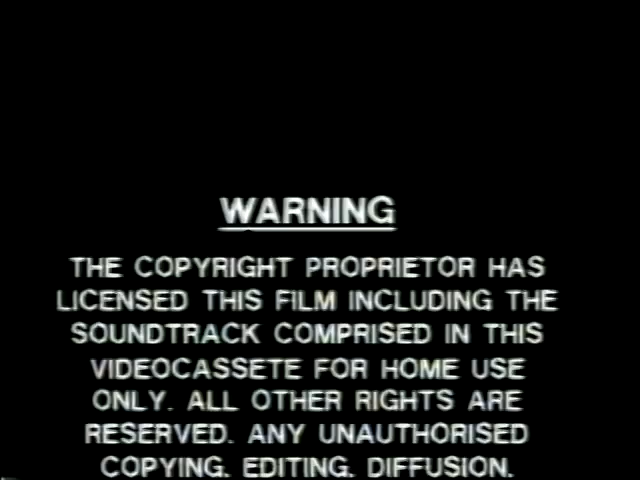 WARNING
THE COPYRIGHT PROPRIETOR HAS
LICENSED THIS FILM INCLUDING THE
SOUNDTRACK COMPRISED IN THIS
VIDEOCASSETE FOR HOME USE
ONLY. ALL OTHER RIGHTS ARE
RESERVED. ANY UNAUTHORISED
COPYING. EDITING. DIFFUSION.